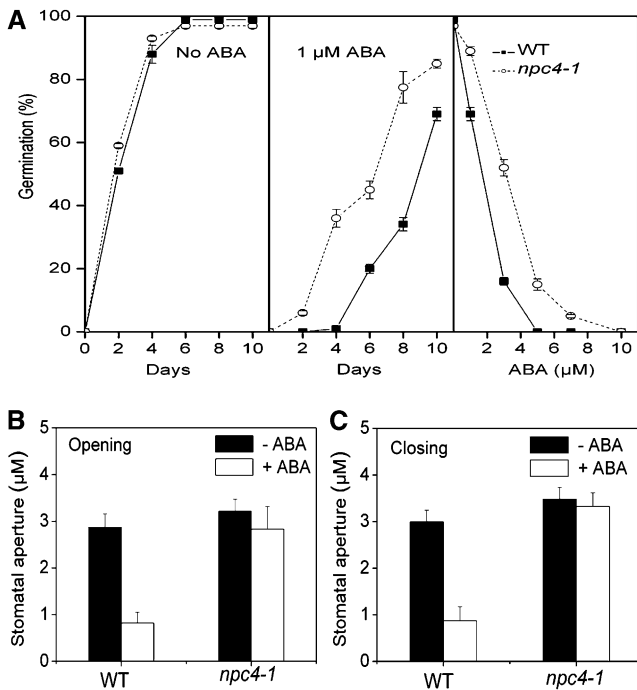 A
No ABA
1 µM ABA
WT
npc4-1
Germination (%)
80
60
40
20
0
0 2 4 6 8 10
2 4 6 8 10
2 4 6 8 10
Days
Days
ABA (µM)
B
Opening
- ABA
+ ABA
Stomatal aperture (µM)
5
4
3
2
1
0
WT
npc4-1
C
Closing
- ABA
+ ABA
Stomatal aperture (µM)
5
4
3
2
1
0
WT
npc4-1